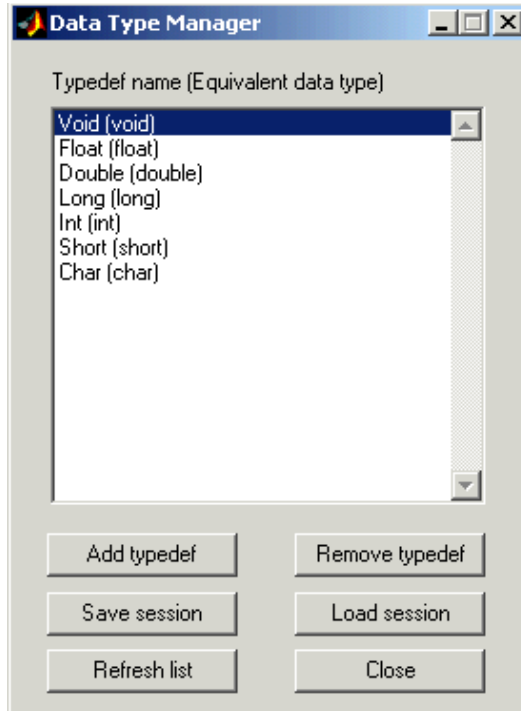 Data Type Manager
Typedef name (Equivalent data type)
Void (void)
Float (float)
Double (double)
Long (long)
Int (int)
Short (short)
Char (char)
Add typedef
Remove typedef
Save session
Load session
Refresh list
Close